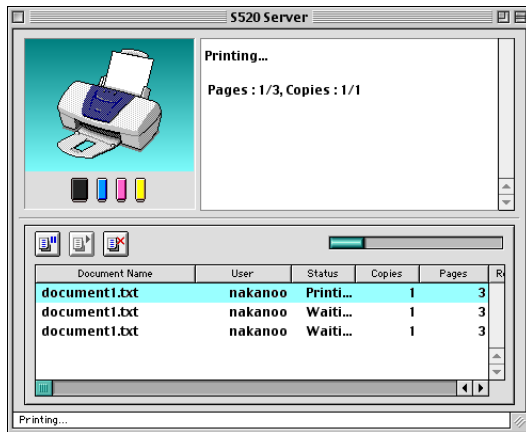 S520 Server
Printing...
Pages : 1/3, Copies : 1/1
Document Name User Status Copies Pages Re
document1.txt nakanoo Printi... 1 3
document1.txt nakanoo Waiti... 1 3
document1.txt nakanoo Waiti... 1 3
Printing...